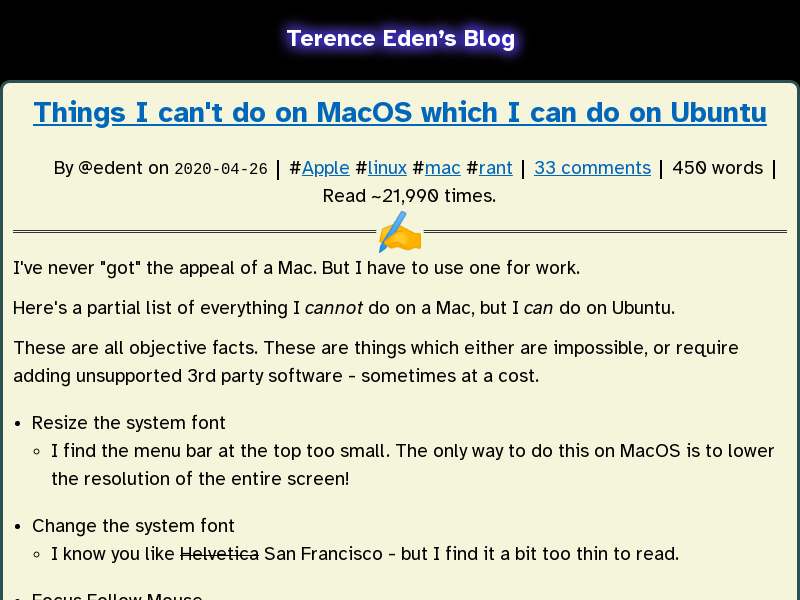 Terence Eden’s Blog
Things I can't do on MacOS which I can do on Ubuntu
By @edent on 2020-04-26 | #Apple #linux #mac #rant | 33 comments | 450 words |
Read ~21,990 times.
I've never "got" the appeal of a Mac. But I have to use one for work.
Here's a partial list of everything I cannot do on a Mac, but I can do on Ubuntu.
These are all objective facts. These are things which either are impossible, or require
adding unsupported 3rd party software - sometimes at a cost.
• Resize the system font
◦ I find the menu bar at the top too small. The only way to do this on MacOS is to lower
the resolution of the entire screen!
• Change the system font
◦ I know you like Helvetica San Francisco - but I find it a bit too thin to read.
• Focus Follow Mouse